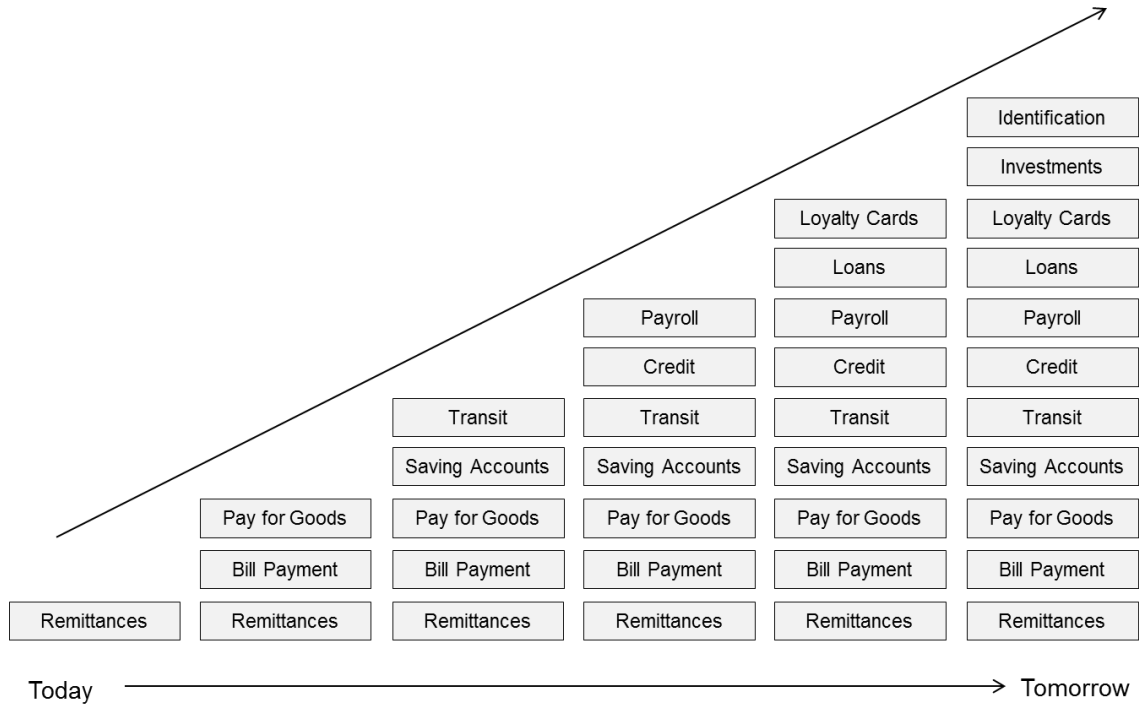 Identification
Investments
Loyalty Cards Loyalty Cards
Loans Loans
Payroll Payroll Payroll
Credit Credit Credit
Transit Transit Transit Transit
Saving Accounts Saving Accounts Saving Accounts Saving Accounts
Pay for Goods Pay for Goods Pay for Goods Pay for Goods Pay for Goods
Bill Payment Bill Payment Bill Payment Bill Payment Bill Payment
Remittances Remittances Remittances Remittances Remittances Remittances
Today Tomorrow